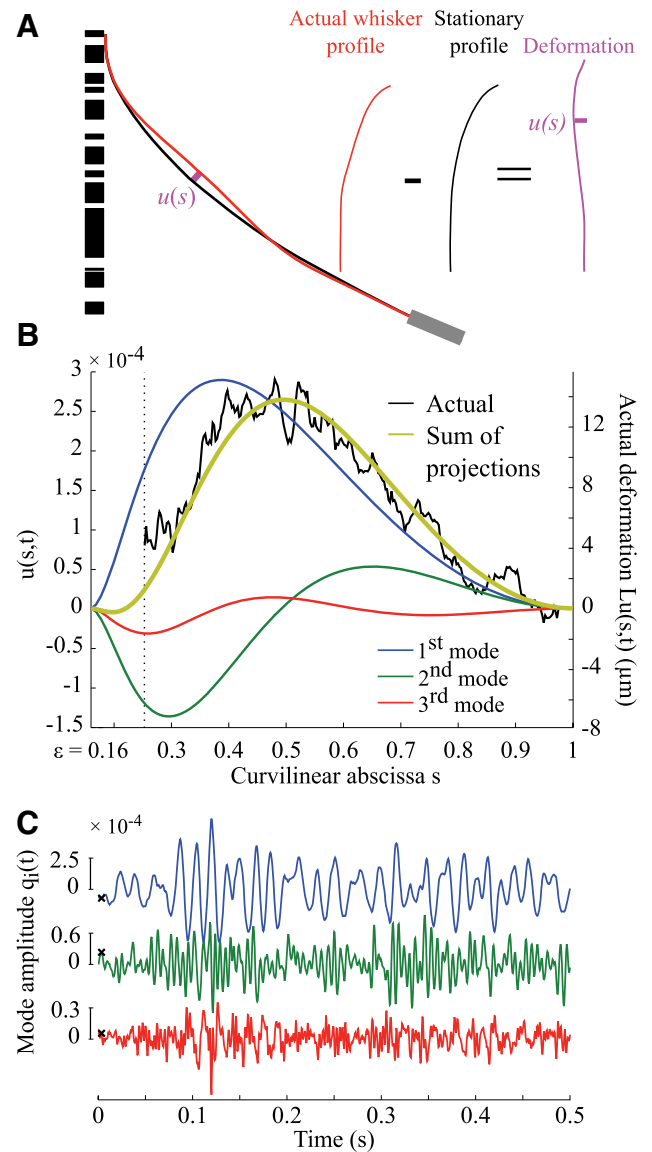 A
Actual whisker
profile
Stationary
profile
Deformation
u(s)
u(s)
B
3 × 10-4
2.5
2
1.5
1
0.5
0
-0.5
-1
-1.5
u(s,t)
Actual
Sum of
projections
1st mode
2nd mode
3rd mode
12
8
4
0
-4
-8
Actual deformation Lu(s,t) (μm)
ε = 0.16 0.3 0.4 0.5 0.6 0.7 0.8 0.9 1
Curvilinear abscissa s
C
× 10-4
Mode amplitude qi(t)
2.5
0
0.6
0
0.3
0
0 0.1 0.2 0.3 0.4 0.5
Time (s)